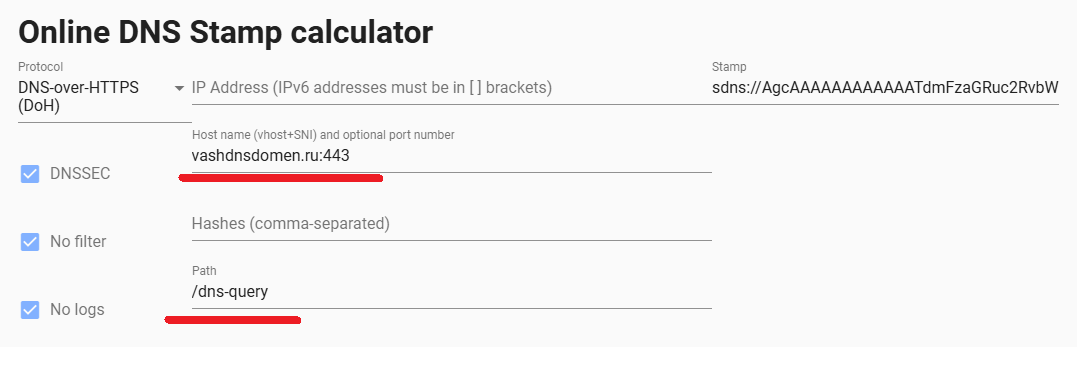 Online DNS Stamp calculator
Protocol
DNS-over-HTTPS
(DoH)
IP Address (IPv6 addresses must be in [ ] brackets)
Stamp
sdns://AgcAAAAAAAAAAAATdmFzaGRuc2RvbW
Host name (vhost+SNI) and optional port number
vashdnsdomen.ru:443
DNSSEC
Hashes (comma-separated)
No filter
Path
/dns-query
No logs